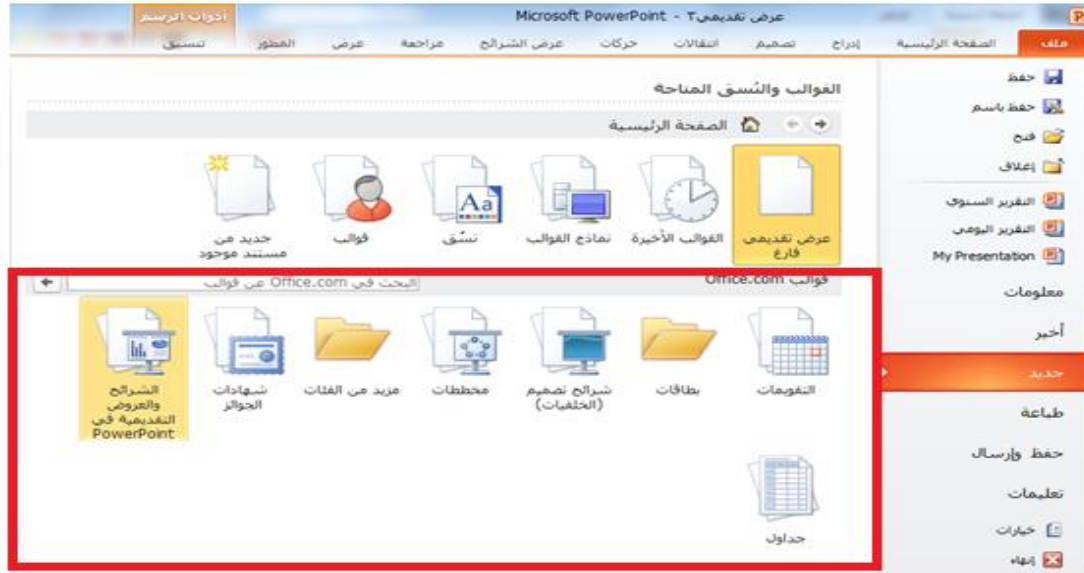 عرض تقديمي٣ - Microsoft PowerPoint
أدوات الرسم
ملف
الصفحة الرئيسية
إدراج
تصميم
انتقالات
حركات
عرض الشرائح
مراجعة
عرض
المطور
تنسيق
حفظ
حفظ باسم
فتح
إغلاق
التقرير السنوي
التقرير اليومي
My Presentation
معلومات
أخير
جديد
طباعة
حفظ وإرسال
تعليمات
خيارات
إنهاء
القوالب والنُسق المتاحة
الصفحة الرئيسية
عرض تقديمي
فارغ
القوالب الأخيرة
نماذج القوالب
Aa
نسُق
قوالب
جديد من
مستند موجود
قوالب Office.com
البحث في Office.com عن قوالب
التقويمات
بطاقات
شرائح تصميم
(الخلفيات)
مخططات
مزيد من الفئات
شهادات
الجوائز
الشرائح
والعروض
التقديمية في
PowerPoint
جداول